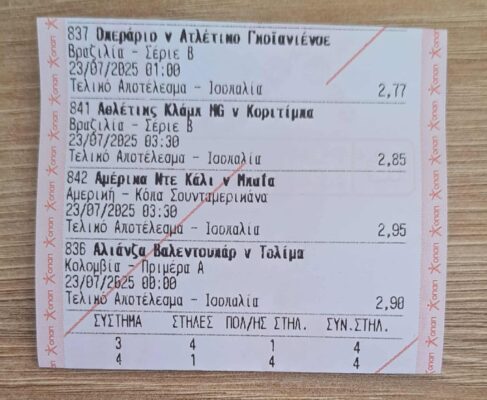 837 Οπεράριο v Ατλέτικο Γκοϊανιένσε
Βραζιλία - Σέριε Β
23/07/2025 01:00
Τελικό Αποτέλεσμα - Ισοπαλία 2,77
841 Αθλέτικς Κλάμπ MG v Κοριτίμπα
Βραζιλία - Σέριε Β
23/07/2025 03:30
Τελικό Αποτέλεσμα - Ισοπαλία 2,85
842 Αμέρικα Ντε Κάλι v Μπαΐα
Αμερική - Κόπα Σουνταμερικάνα
23/07/2025 03:30
Τελικό Αποτέλεσμα - Ισοπαλία 2,95
836 Αλιάνζα Βαλεντουπάρ v Τολίμα
Κολομβία - Πριμέρα Α
23/07/2025 00:00
Τελικό Αποτέλεσμα - Ισοπαλία 2,90
ΣΥΣΤΗΜΑ ΣΤΗΛΕΣ ΠΟΛ/ΗΣ ΣΤΗΛ. ΣΥΝ.ΣΤΗΛ.
3 4 1 4
4 1 4 4
οπαπ